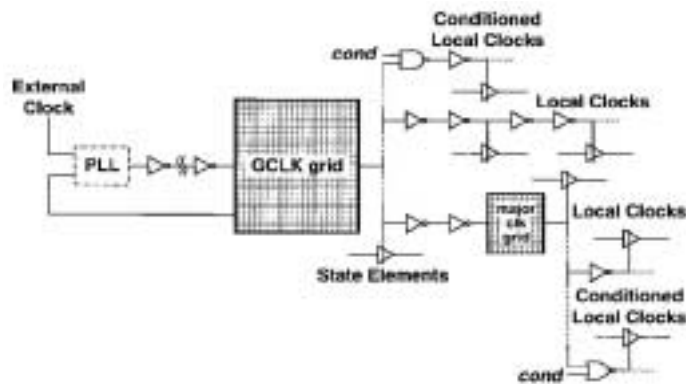 Conditioned
Local Clocks
cond
External
Clock
Local Clocks
PLL
GCLK grid
major
clk
grid
Local Clocks
State Elements
Conditioned
Local Clocks
cond